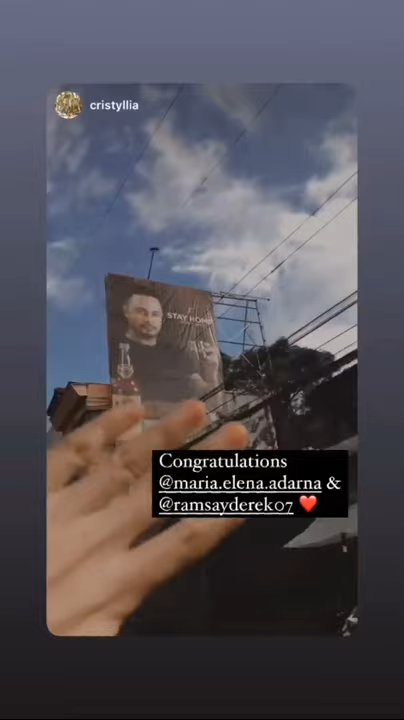 cristyllia
STAY HOME
Congratulations
@maria.elena.adarna &
@ramsayderek07 ❤️